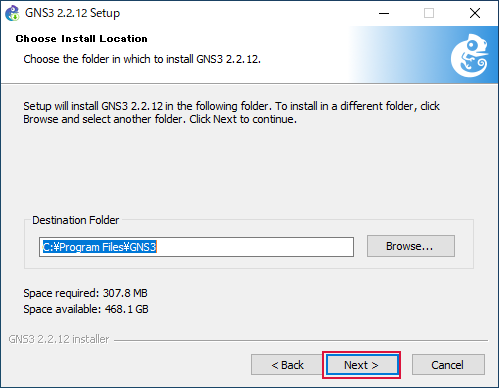 GNS3 2.2.12 Setup
Choose Install Location
Choose the folder in which to install GNS3 2.2.12.
Setup will install GNS3 2.2.12 in the following folder. To install in a different folder, click
Browse and select another folder. Click Next to continue.
Destination Folder
C:¥Program Files¥GNS3
Browse...
Space required: 307.8 MB
Space available: 468.1 GB
GNS3 2.2.12 installer
< Back
Next >
Cancel